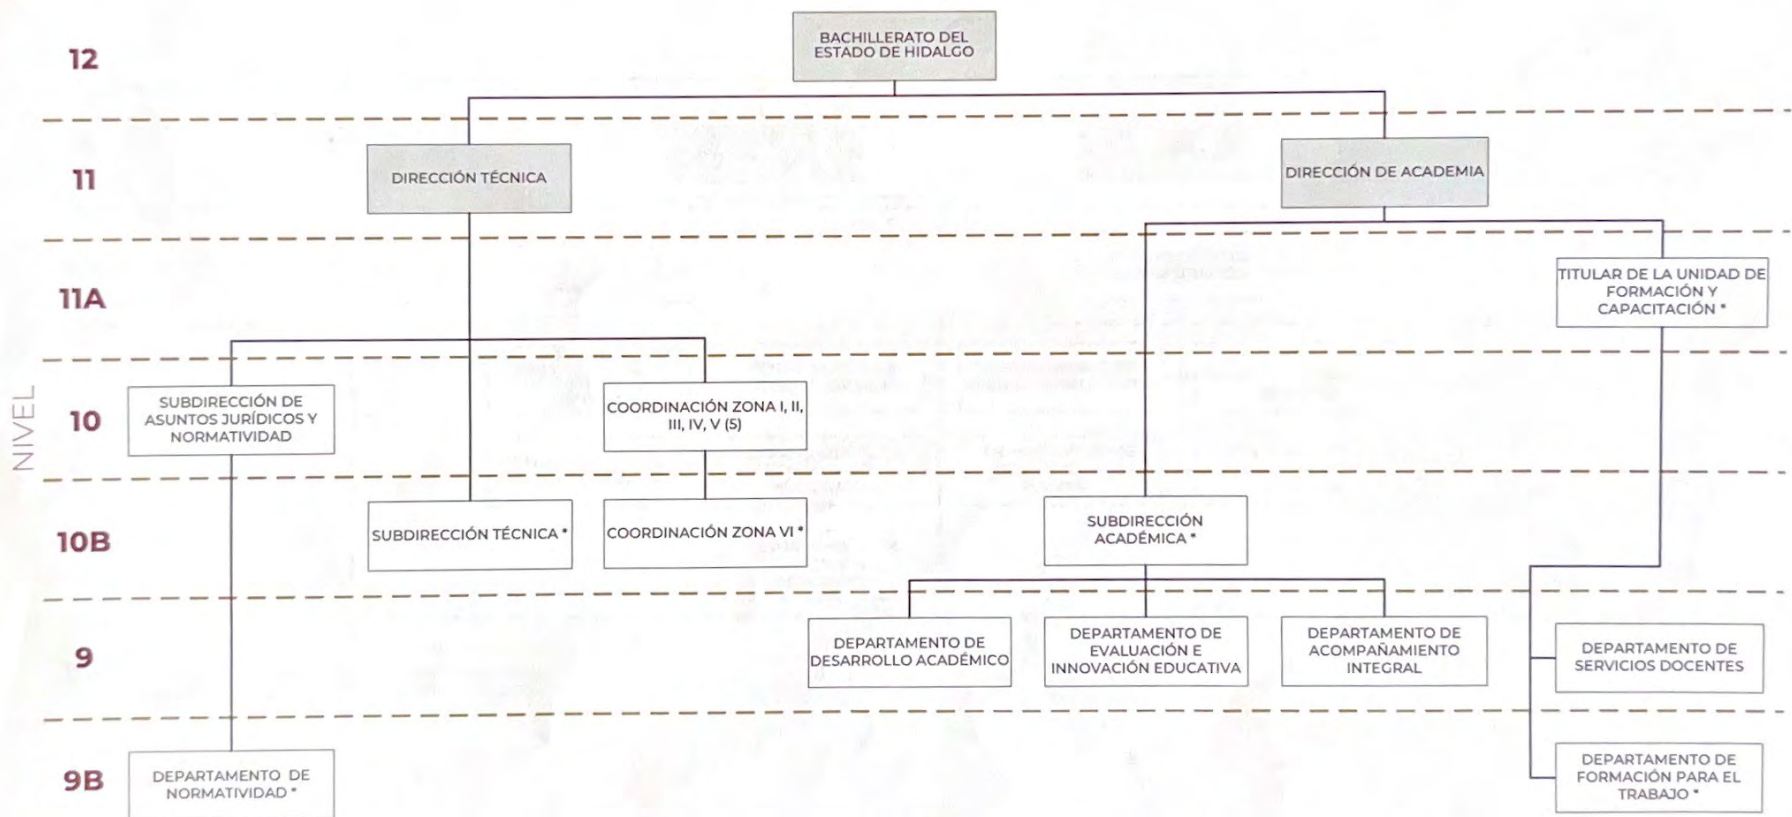 12
BACHILLERATO DEL
ESTADO DE HIDALGO
11
DIRECCIÓN TÉCNICA
DIRECCIÓN DE ACADEMIA
11A
TITULAR DE LA UNIDAD DE
FORMACIÓN Y
CAPACITACIÓN *
NIVEL
10
SUBDIRECCIÓN DE
ASUNTOS JURÍDICOS Y
NORMATIVIDAD
COORDINACIÓN ZONA I, II,
III, IV, V (5)
10B
SUBDIRECCIÓN TÉCNICA *
COORDINACIÓN ZONA VI *
SUBDIRECCIÓN
ACADÉMICA *
9
DEPARTAMENTO DE
DESARROLLO ACADÉMICO
DEPARTAMENTO DE
EVALUACIÓN E
INNOVACIÓN EDUCATIVA
DEPARTAMENTO DE
ACOMPAÑAMIENTO
INTEGRAL
DEPARTAMENTO DE
SERVICIOS DOCENTES
9B
DEPARTAMENTO DE
NORMATIVIDAD *
DEPARTAMENTO DE
FORMACIÓN PARA EL
TRABAJO *